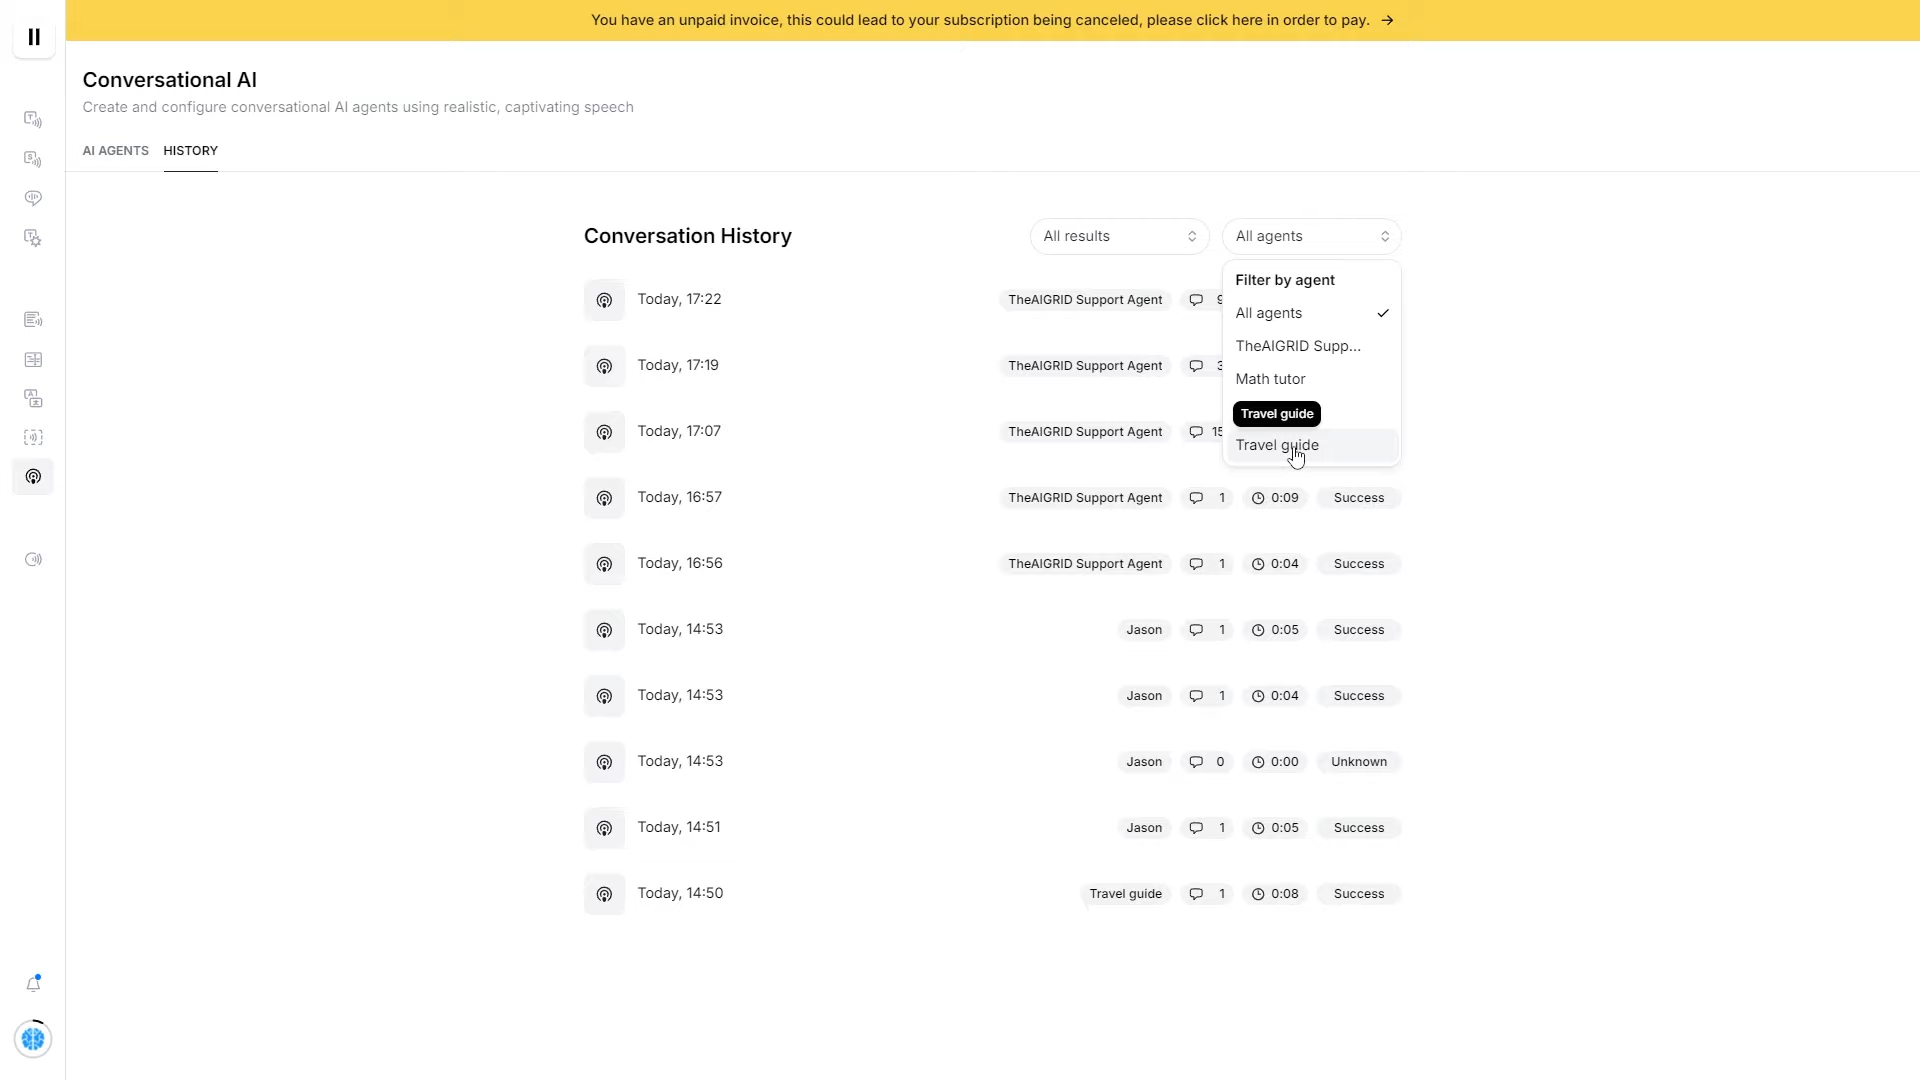 You have an unpaid invoice, this could lead to your subscription being canceled, please click here in order to pay. →
Conversational AI
Create and configure conversational AI agents using realistic, captivating speech
AI AGENTS HISTORY
Conversation History All results All agents
Filter by agent
All agents
TheAIGRID Supp...
Math tutor
Travel guide
Travel guide
Today, 17:22 TheAIGRID Support Agent 9
Today, 17:19 TheAIGRID Support Agent 3
Today, 17:07 TheAIGRID Support Agent 15
Today, 16:57 TheAIGRID Support Agent 1 0:09 Success
Today, 16:56 TheAIGRID Support Agent 1 0:04 Success
Today, 14:53 Jason 1 0:05 Success
Today, 14:53 Jason 1 0:04 Success
Today, 14:53 Jason 0 0:00 Unknown
Today, 14:51 Jason 1 0:05 Success
Today, 14:50 Travel guide 1 0:08 Success